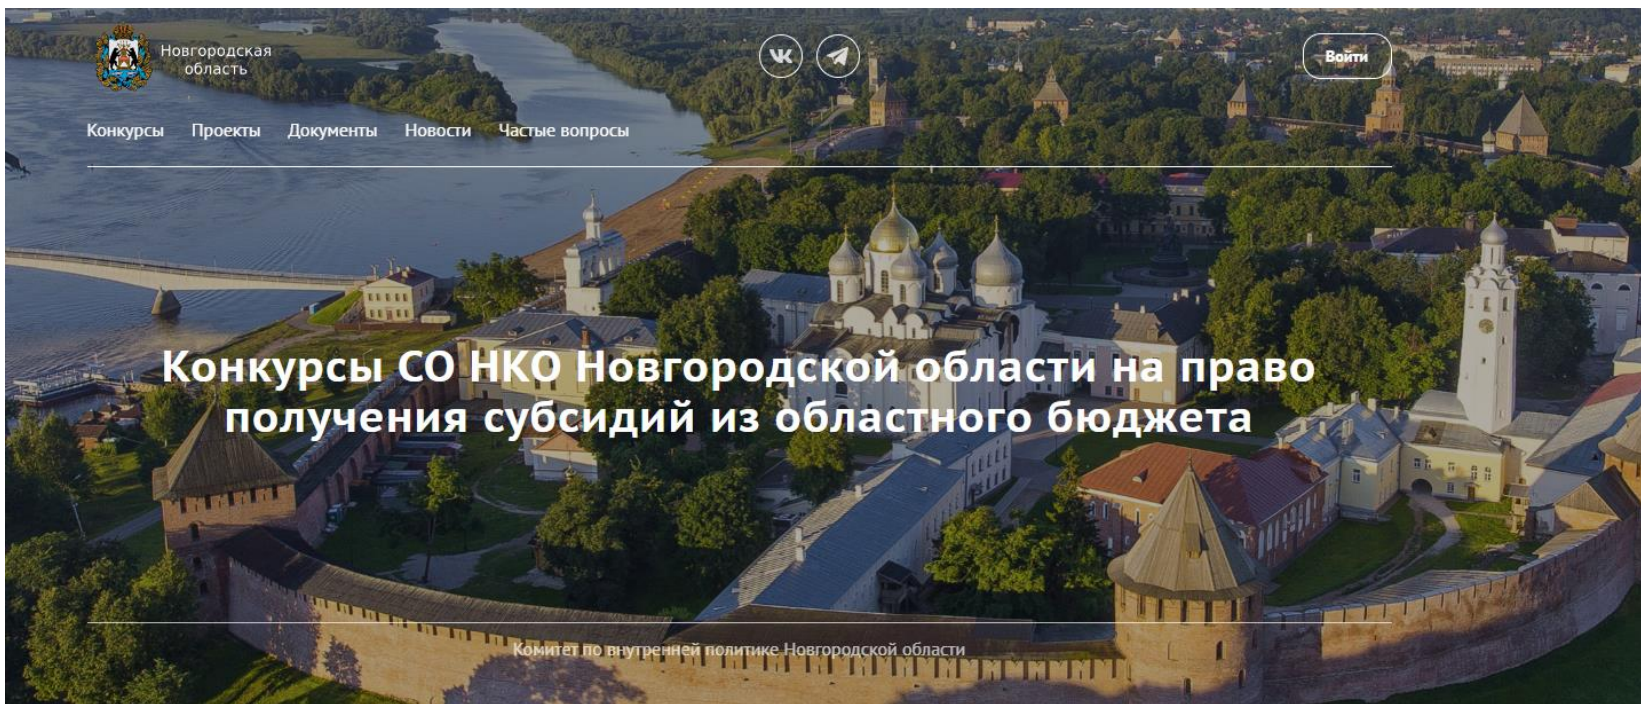 Новгородская
область
Войти
Конкурсы Проекты Документы Новости Частые вопросы
Конкурсы СО НКО Новгородской области на право
получения субсидий из областного бюджета
Комитет по внутренней политике Новгородской области